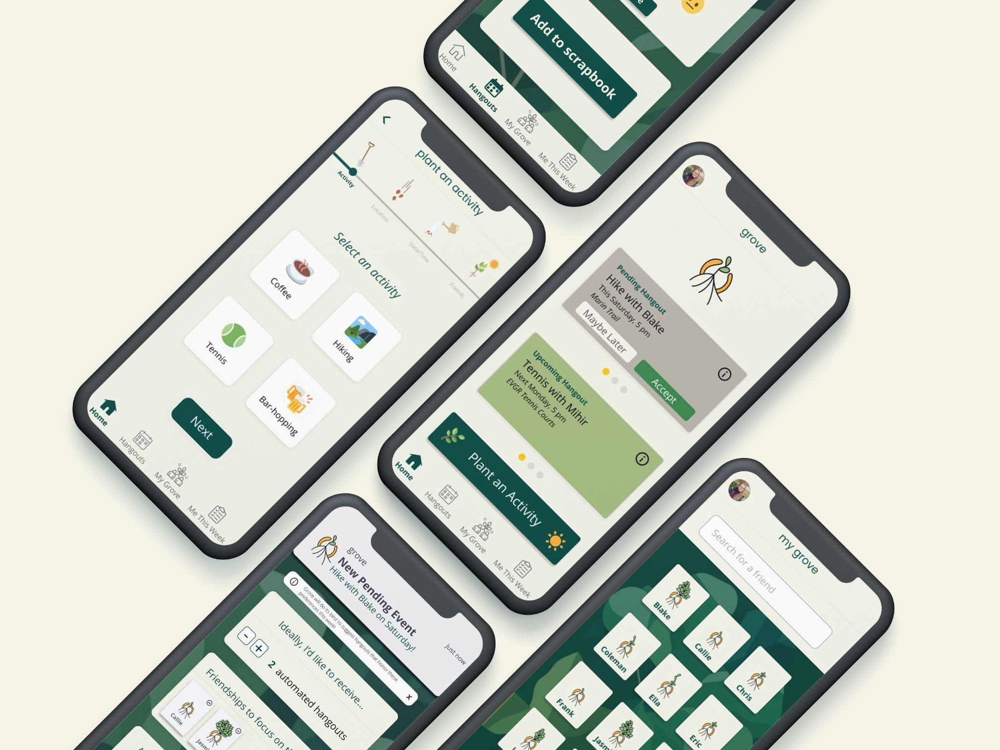 Add to scrapbook
Home
Hangouts
My Grove
Me This Week
plant an activity
Activity
Location
Date/Time
Friends
Select an activity
Coffee
Hiking
Tennis
Bar-hopping
Next
Home
Hangouts
My Grove
Me This Week
grove
Pending Hangout
Hike with Blake
This Saturday, 5 pm
Marin Trail
Maybe Later
Accept
Upcoming Hangout
Tennis with Mihir
Next Monday, 5 pm
EVGR Tennis Courts
Plant an Activity
Home
Hangouts
My Grove
Me This Week
grove
New Pending Event
Hike with Blake on Saturday!
Just now
Grove will do its best to suggest hangouts that honor these
preferences this week!
x
Ideally, I'd like to receive...
- + 2 automated hangouts
Friendships to focus on
Callie
my grove
Search for a friend
Blake
Callie
Chris
Coleman
Ella
Eric
Frank